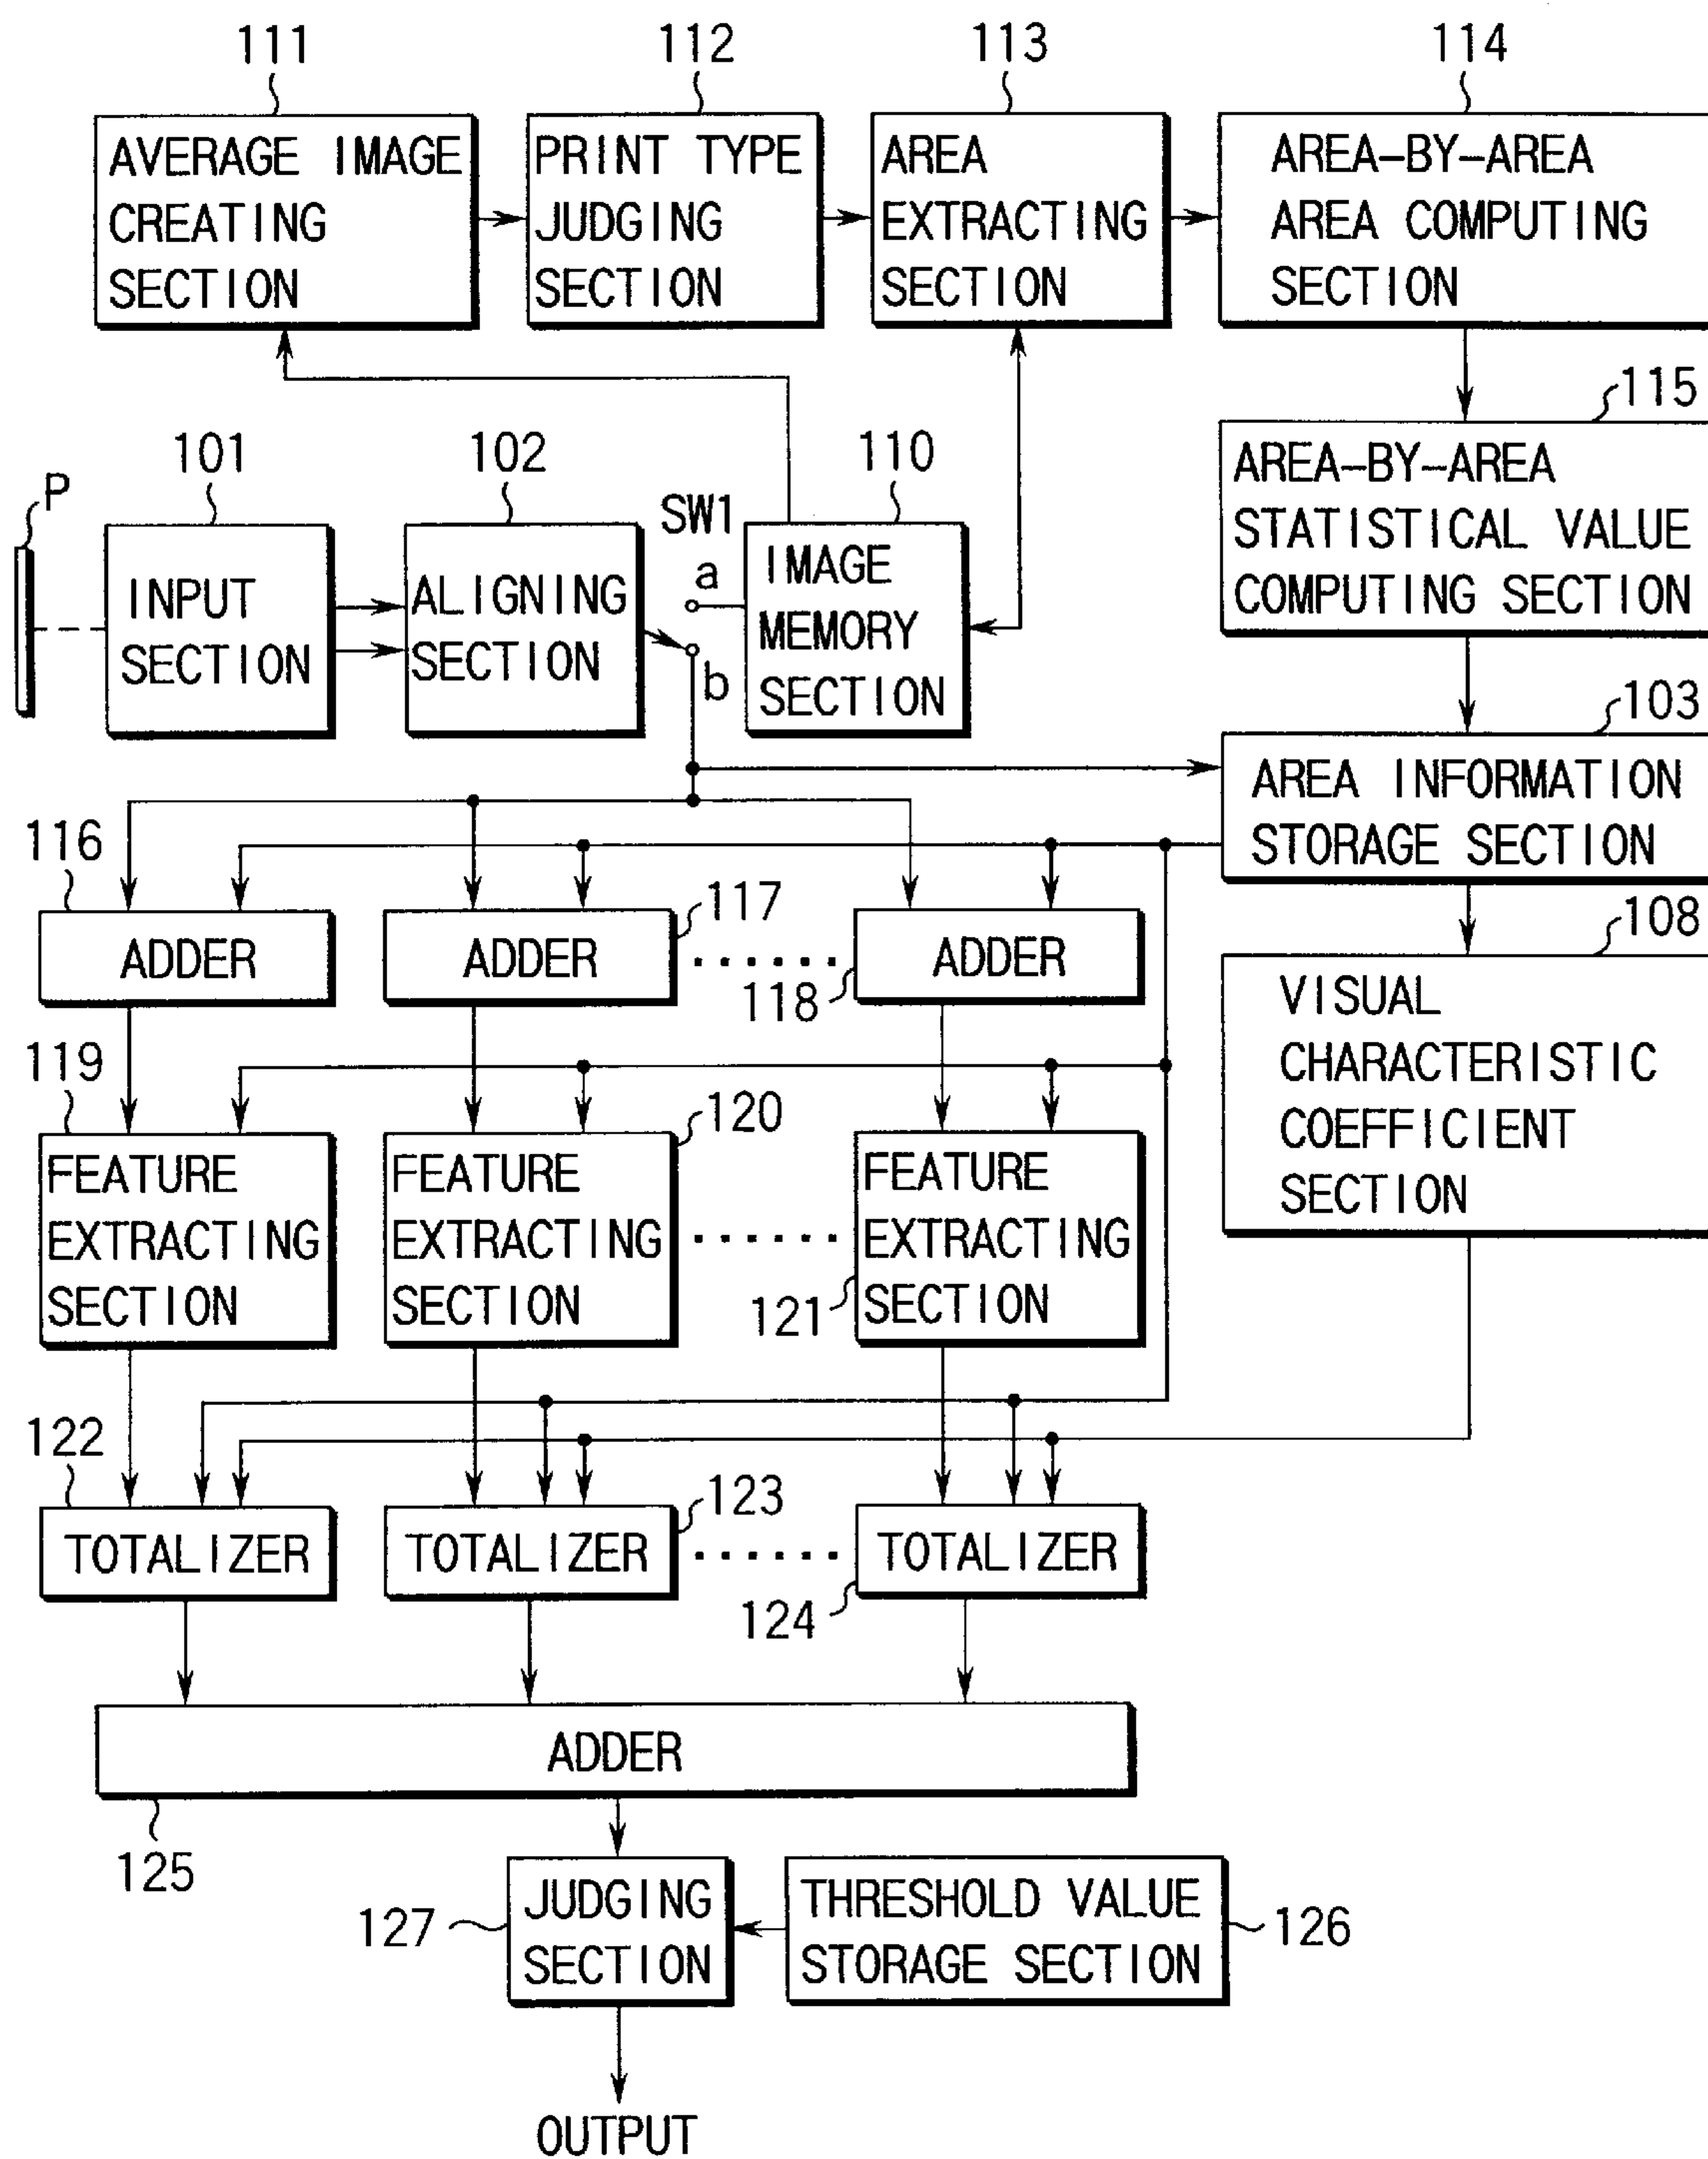 111
112
113
114
AVERAGE IMAGE
CREATING
SECTION
PRINT TYPE
JUDGING
SECTION
AREA
EXTRACTING
SECTION
AREA-BY-AREA
AREA COMPUTING
SECTION
115
AREA-BY-AREA
STATISTICAL VALUE
COMPUTING SECTION
P
101
INPUT
SECTION
102
ALIGNING
SECTION
SW1
a
b
110
IMAGE
MEMORY
SECTION
103
AREA INFORMATION
STORAGE SECTION
116
ADDER
117
ADDER
......
118
ADDER
108
VISUAL
CHARACTERISTIC
COEFFICIENT
SECTION
119
FEATURE
EXTRACTING
SECTION
120
FEATURE
EXTRACTING
SECTION
......
121
FEATURE
EXTRACTING
SECTION
122
TOTALIZER
123
TOTALIZER
......
124
TOTALIZER
ADDER
125
127
JUDGING
SECTION
THRESHOLD VALUE
STORAGE SECTION
126
OUTPUT